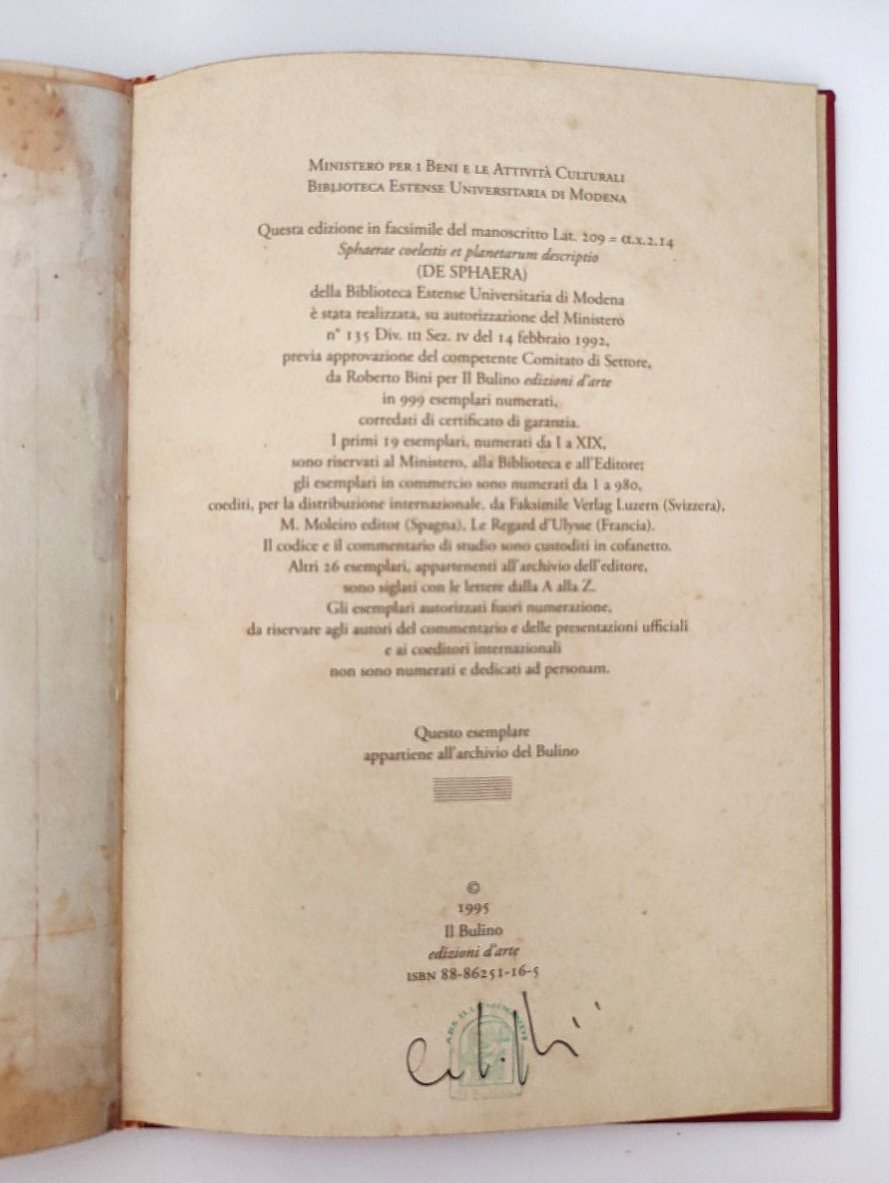 MINISTERO PER I BENI E LE ATTIVITÀ CULTURALI
BIBLIOTECA ESTENSE UNIVERSITARIA DI MODENA
Questa edizione in facsimile del manoscritto Lat. 209 = α.x.2.14
Sphaerae coelestis et planetarum descriptio
(DE SPHAERA)
della Biblioteca Estense Universitaria di Modena
è stata realizzata, su autorizzazione del Ministero
n° 135 Div. III Sez. IV del 14 febbraio 1992,
previa approvazione del competente Comitato di Settore,
da Roberto Bini per Il Bulino edizioni d'arte
in 999 esemplari numerati,
corredati di certificato di garanzia.
I primi 19 esemplari, numerati da I a XIX,
sono riservati al Ministero, alla Biblioteca e all'Editore;
gli esemplari in commercio sono numerati da 1 a 980,
coediti, per la distribuzione internazionale, da Faksimile Verlag Luzern (Svizzera),
M. Moleiro editor (Spagna), Le Regard d'Ulysse (Francia).
Il codice e il commentario di studio sono custoditi in cofanetto.
Altri 26 esemplari, appartenenti all'archivio dell'editore,
sono siglati con le lettere dalla A alla Z.
Gli esemplari autorizzati fuori numerazione,
da riservare agli autori del commentario e delle presentazioni ufficiali
e ai coeditori internazionali
non sono numerati e dedicati ad personam.
Questo esemplare
appartiene all'archivio del Bulino
©
1995
Il Bulino
edizioni d'arte
ISBN 88-86251-16-5
ARS ILLUMINANDI
Il Bulino